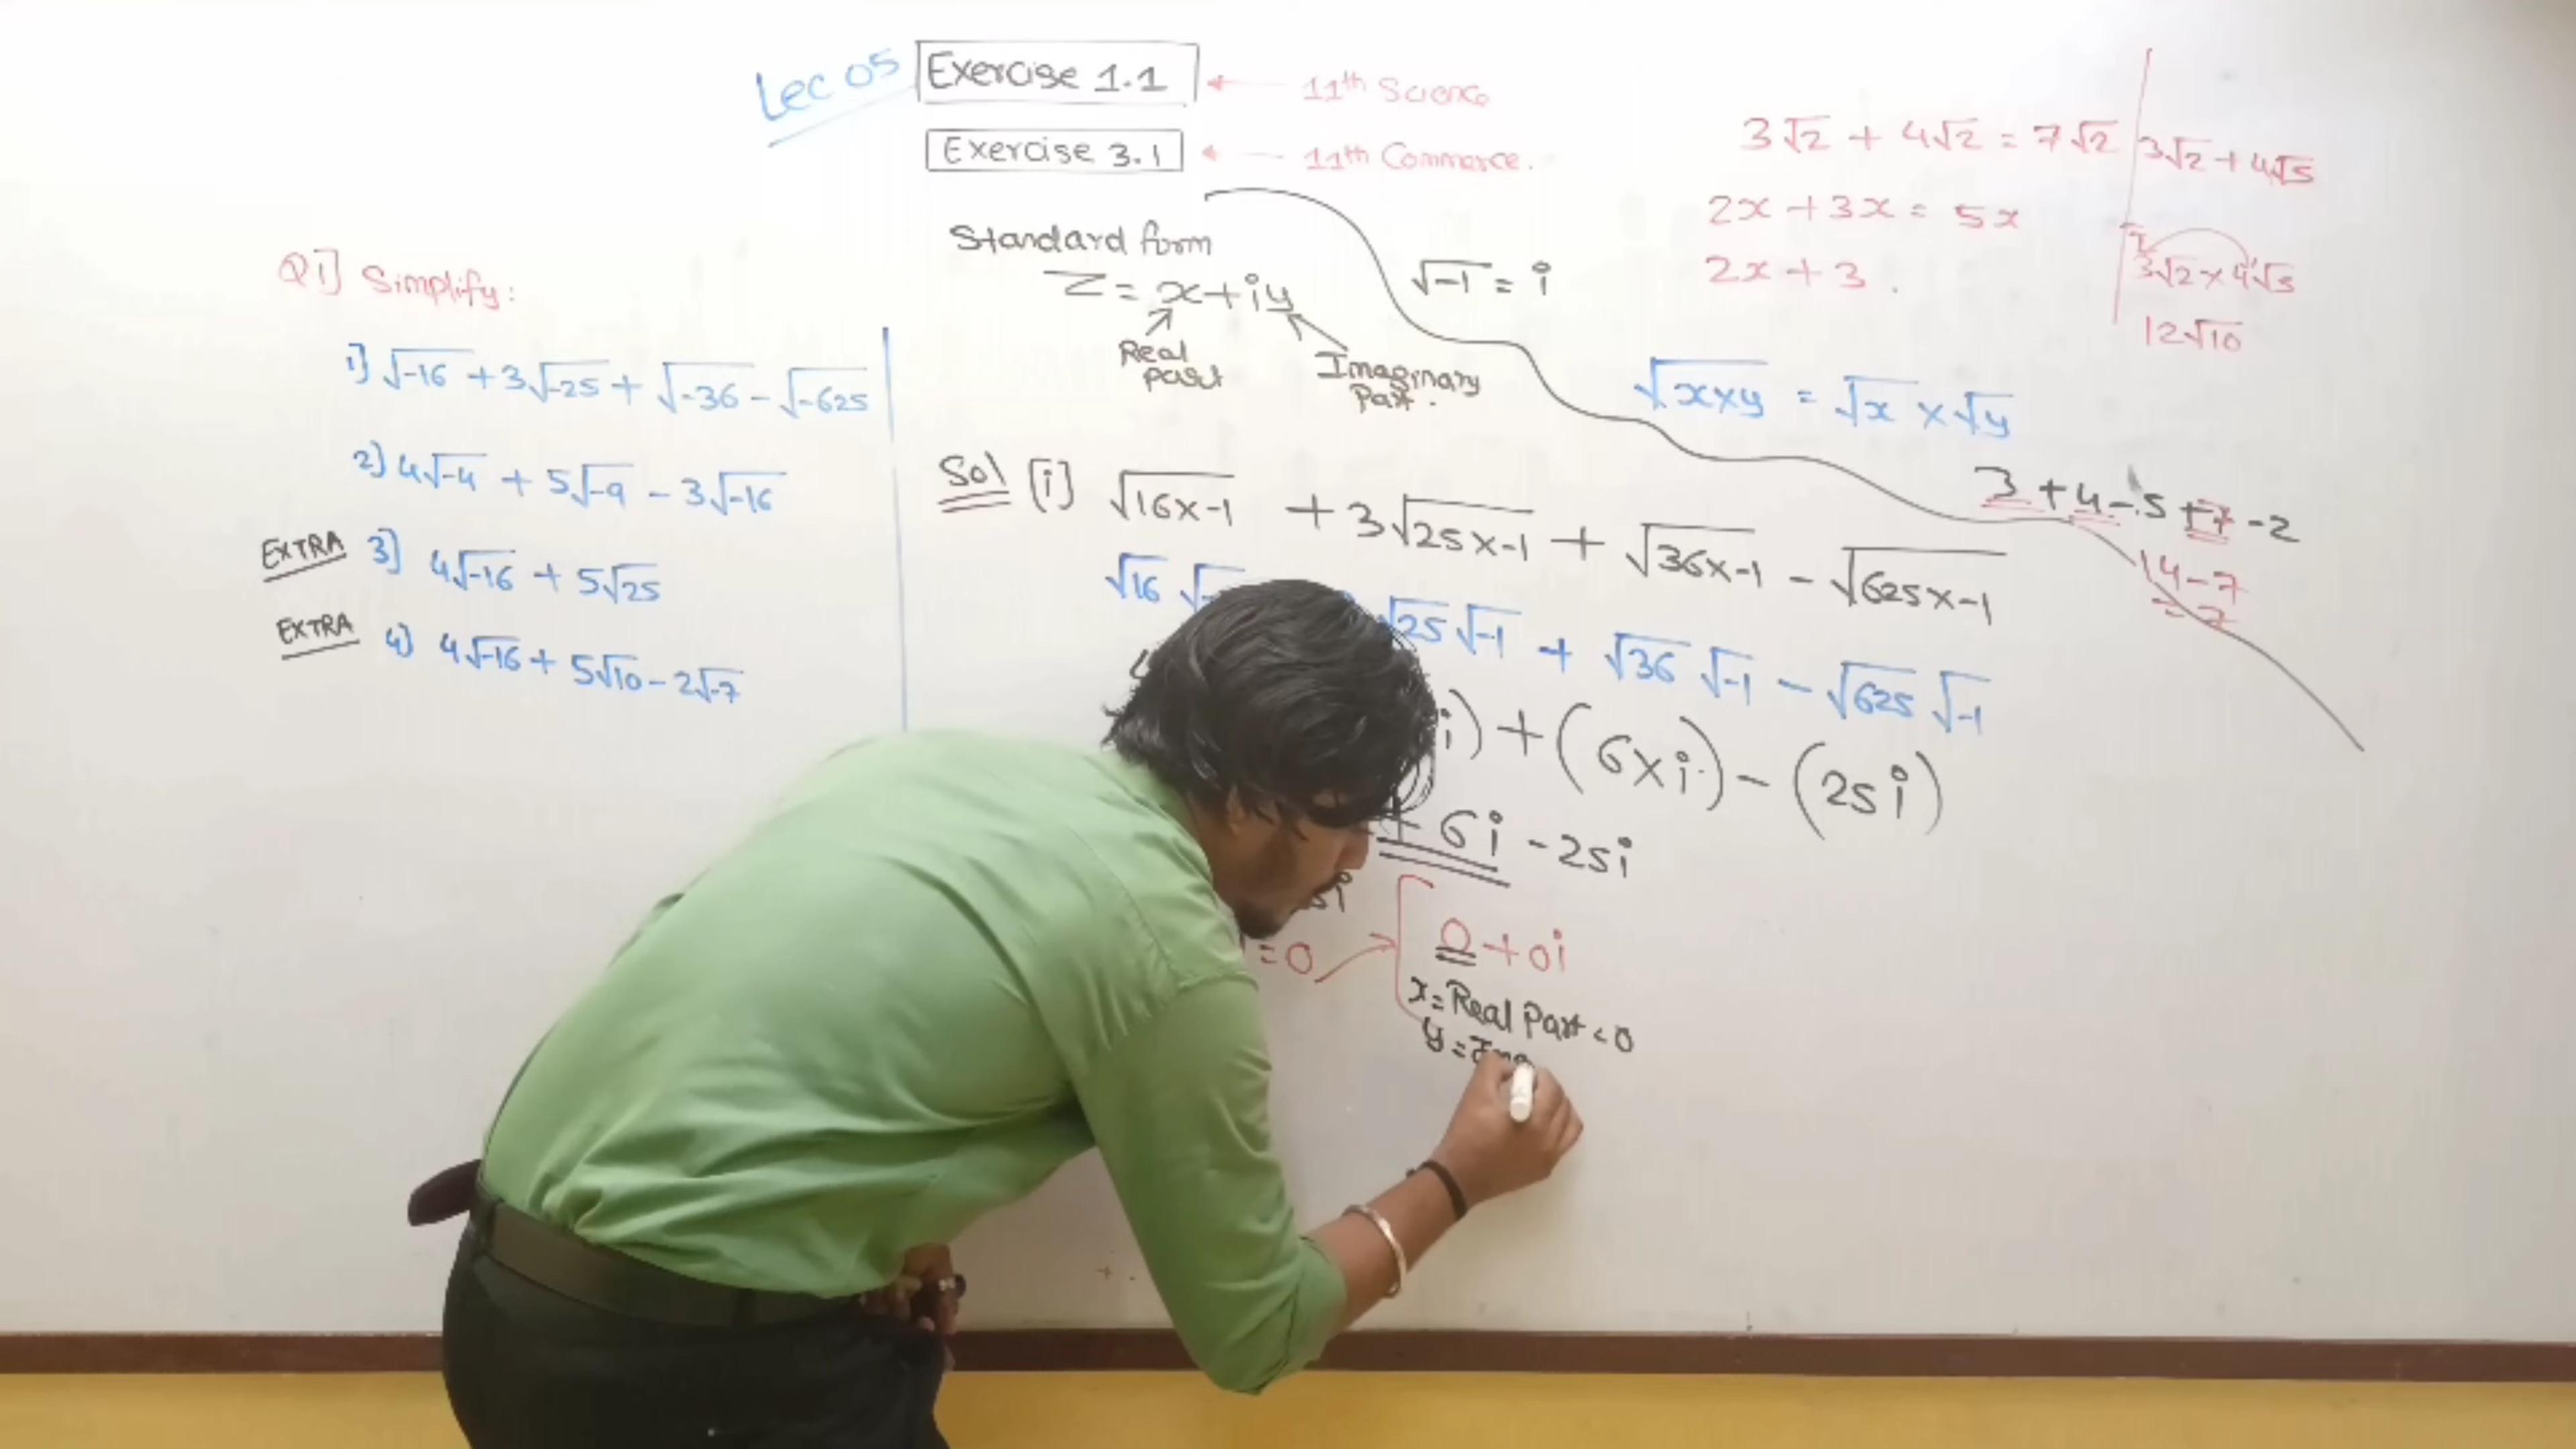 Lec 05
Exercise 1.1 ← 11th Science
Exercise 3.1 ← 11th Commerce.
Standard form
Z = x + iy
Real part
Imaginary Part.
√-1 = i
Q1] Simplify:
1] √-16 + 3√-25 + √-36 - √-625
2] 4√-4 + 5√-9 - 3√-16
EXTRA 3] 4√-16 + 5√25
EXTRA 4) 4√-16 + 5√10 - 2√-7
3√2 + 4√2 = 7√2
2x + 3x = 5x
2x + 3.
3√2 + 4√5
3√2 × 4√5
12√10
√x×y = √x × √y
3 + 4 - 5 + 7 - 2
14 - 7
= 7
Sol [i] √16x-1 + 3√25x-1 + √36x-1 - √625x-1
√16 √25 √-1 + √36 √-1 - √625 √-1
i) + (6xi) - (25i)
+ 6i - 25i
= 0 → 0 + 0i
x = Real Part = 0
y =